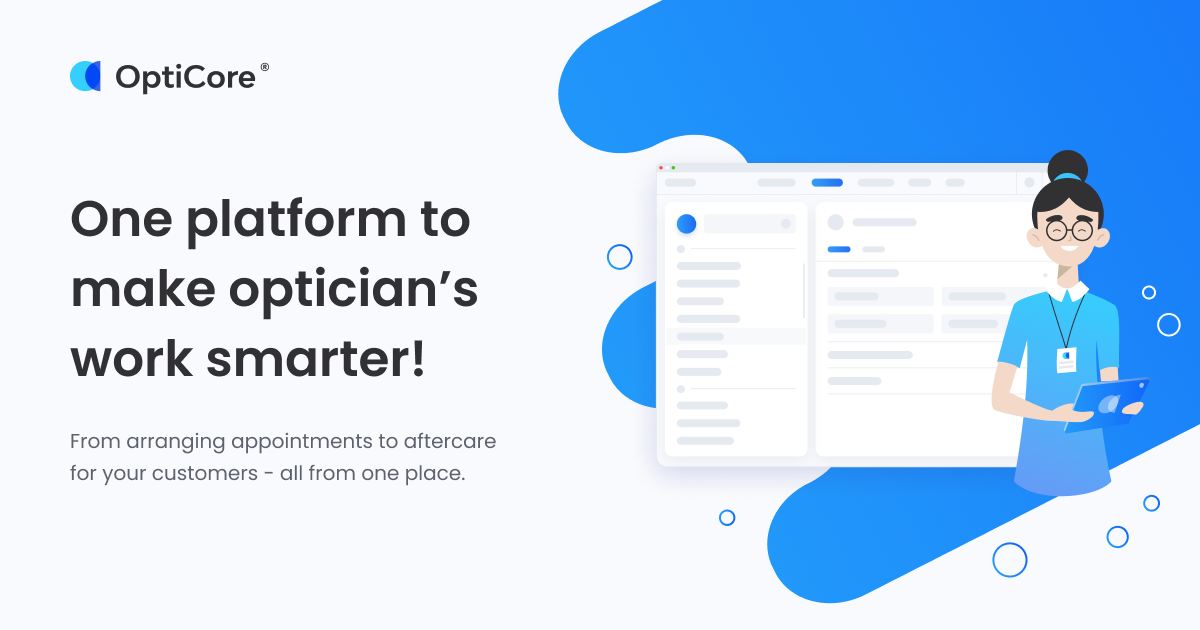 OptiCore®
One platform to
make optician’s
work smarter!
From arranging appointments to aftercare
for your customers - all from one place.